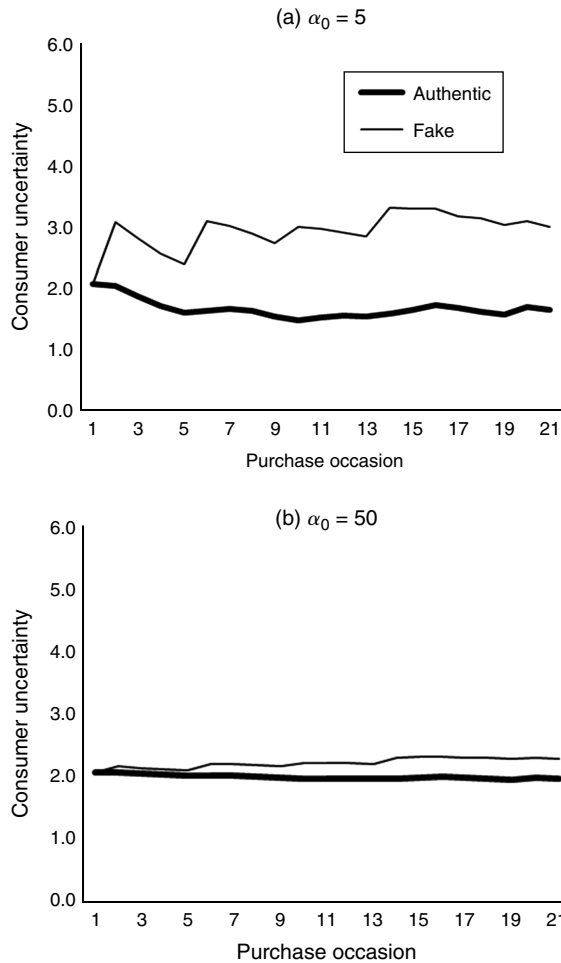 (a) α₀ = 5
6.0
5.0
4.0
3.0
2.0
1.0
0.0
Consumer uncertainty
Authentic
Fake
1 3 5 7 9 11 13 15 17 19 21
Purchase occasion
(b) α₀ = 50
6.0
5.0
4.0
3.0
2.0
1.0
0.0
Consumer uncertainty
1 3 5 7 9 11 13 15 17 19 21
Purchase occasion